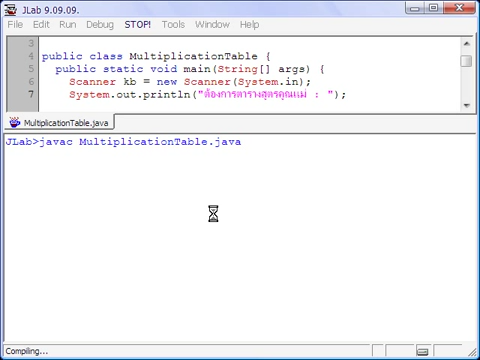 JLab 9.09.09.
File Edit Run Debug STOP! Tools Window Help
3
4 public class MultiplicationTable {
5 public static void main(String[] args) {
6 Scanner kb = new Scanner(System.in);
7 System.out.println("ต้องการตารางสูตรคูณแม่ : ");
MultiplicationTable.java
JLab>javac MultiplicationTable.java
Compiling...